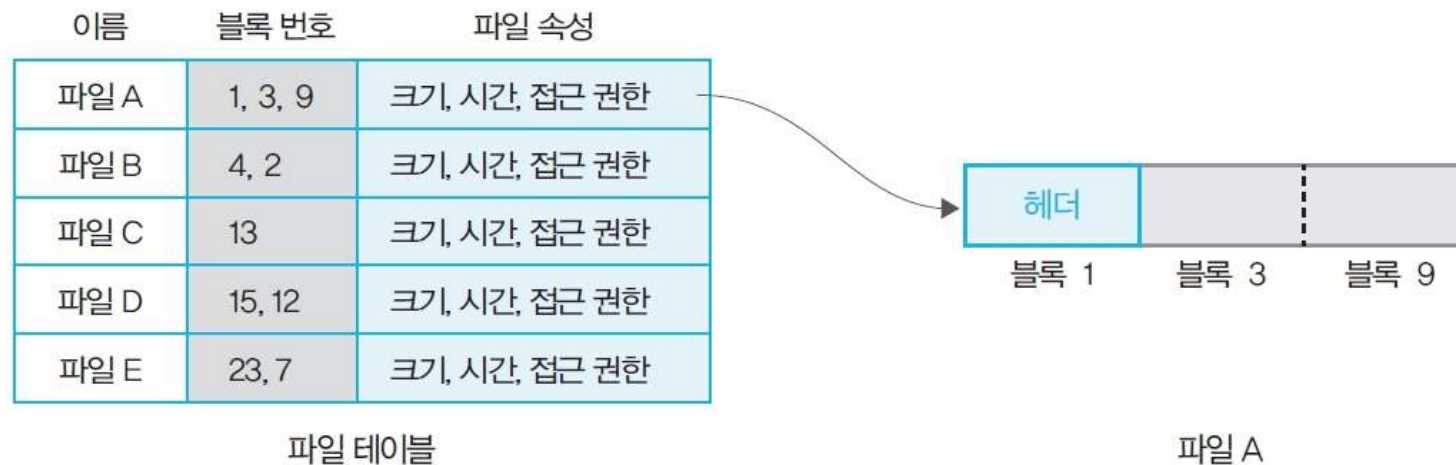 이름 블록 번호 파일 속성
파일 A 1, 3, 9 크기, 시간, 접근 권한
파일 B 4, 2 크기, 시간, 접근 권한
파일 C 13 크기, 시간, 접근 권한
파일 D 15, 12 크기, 시간, 접근 권한
파일 E 23, 7 크기, 시간, 접근 권한
파일 테이블
헤더
블록 1 블록 3 블록 9
파일 A